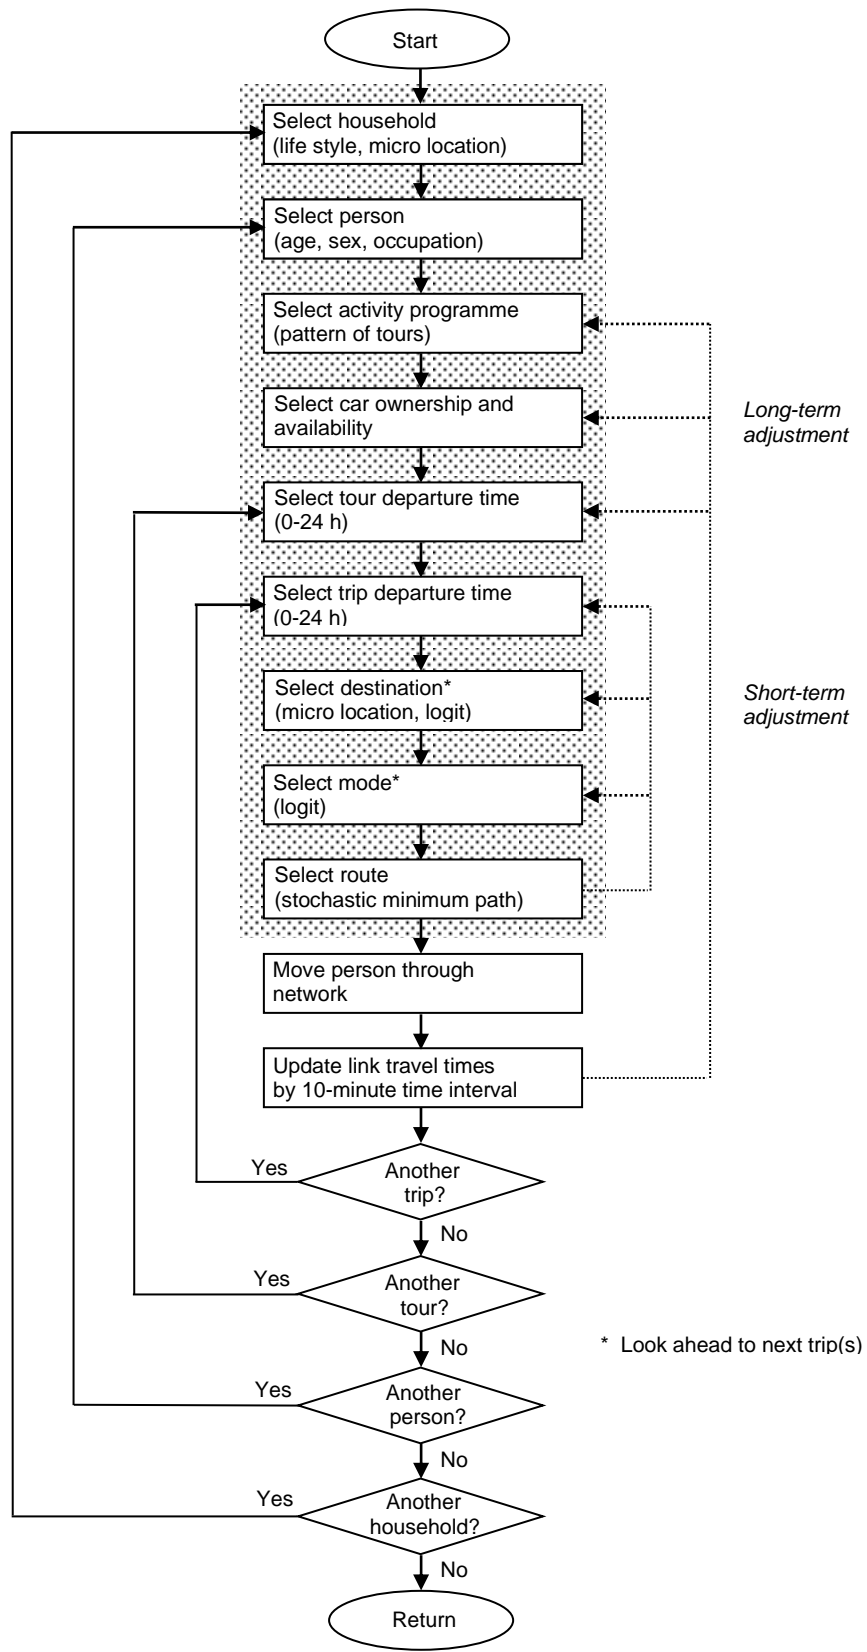 Start
Select household
(life style, micro location)
Select person
(age, sex, occupation)
Select activity programme
(pattern of tours)
Select car ownership and
availability
Long-term
adjustment
Select tour departure time
(0-24 h)
Select trip departure time
(0-24 h)
Select destination*
(micro location, logit)
Short-term
adjustment
Select mode*
(logit)
Select route
(stochastic minimum path)
Move person through
network
Update link travel times
by 10-minute time interval
Yes
Another
trip?
No
Yes
Another
tour?
No
* Look ahead to next trip(s)
Yes
Another
person?
No
Yes
Another
household?
No
Return